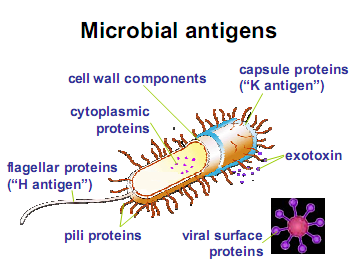 Microbial antigens
cell wall components
capsule proteins
(“K antigen”)
cytoplasmic
proteins
exotoxin
flagellar proteins
(“H antigen”)
pili proteins
viral surface
proteins